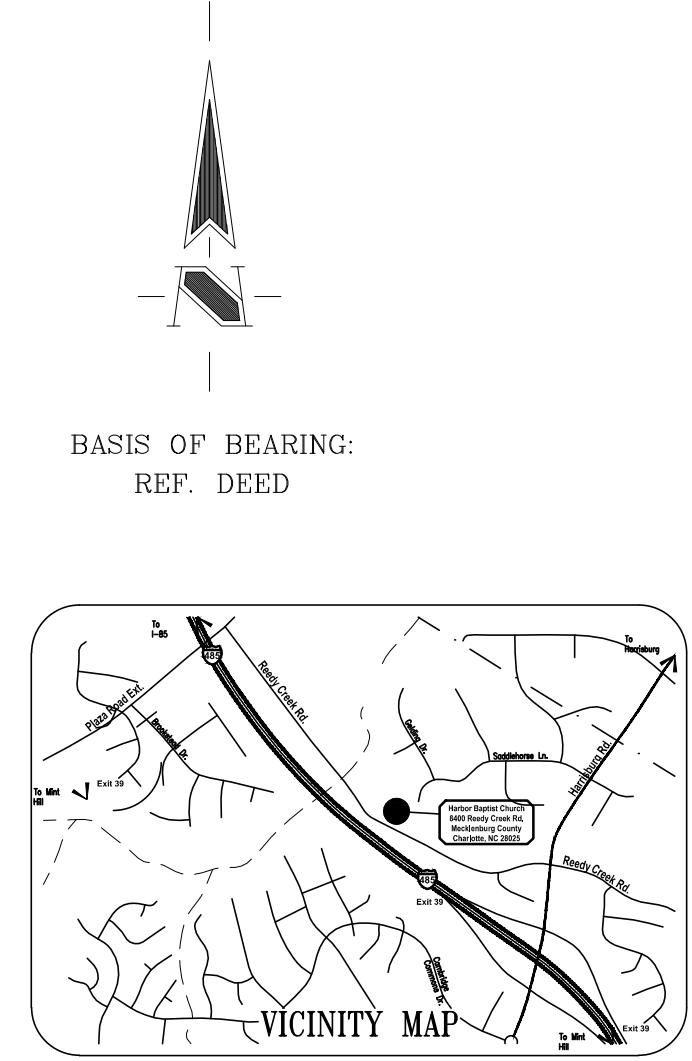 N
BASIS OF BEARING:
REF. DEED
To
I-85
485
Reedy Creek Rd.
To
Harrisburg
Plaza Road Ext.
Brookstead Dr.
Gelding Dr.
Saddlehorse Ln.
Harrisburg Rd.
To Mint
Hill
Exit 39
Harbor Baptist Church
8400 Reedy Creek Rd,
Mecklenburg County
Charlotte, NC 28025
Reedy Creek Rd.
485
Exit 39
Cambridge
Commons Dr.
VICINITY MAP
To Mint
Hill
Exit 39